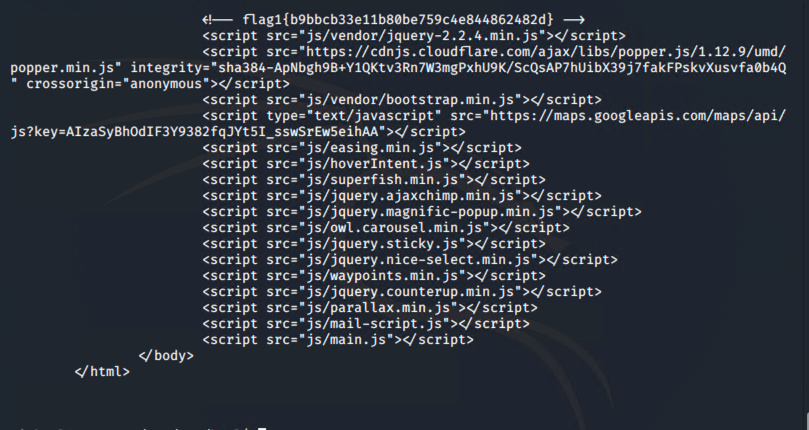 <!-- flag1{b9bbcb33e11b80be759c4e844862482d} -->
<script src="js/vendor/jquery-2.2.4.min.js"></script>
<script src="https://cdnjs.cloudflare.com/ajax/libs/popper.js/1.12.9/umd/
popper.min.js" integrity="sha384-ApNbgh9B+Y1QKtv3Rn7W3mgPxhU9K/ScQsAP7hUibX39j7fakFPskvXusvfa0b4Q
" crossorigin="anonymous"></script>
<script src="js/vendor/bootstrap.min.js"></script>
<script type="text/javascript" src="https://maps.googleapis.com/maps/api/
js?key=AIzaSyBhOdIF3Y9382fqJYt5I_sswSrEw5eihAA"></script>
<script src="js/easing.min.js"></script>
<script src="js/hoverIntent.js"></script>
<script src="js/superfish.min.js"></script>
<script src="js/jquery.ajaxchimp.min.js"></script>
<script src="js/jquery.magnific-popup.min.js"></script>
<script src="js/owl.carousel.min.js"></script>
<script src="js/jquery.sticky.js"></script>
<script src="js/jquery.nice-select.min.js"></script>
<script src="js/waypoints.min.js"></script>
<script src="js/jquery.counterup.min.js"></script>
<script src="js/parallax.min.js"></script>
<script src="js/mail-script.js"></script>
<script src="js/main.js"></script>
</body>
</html>